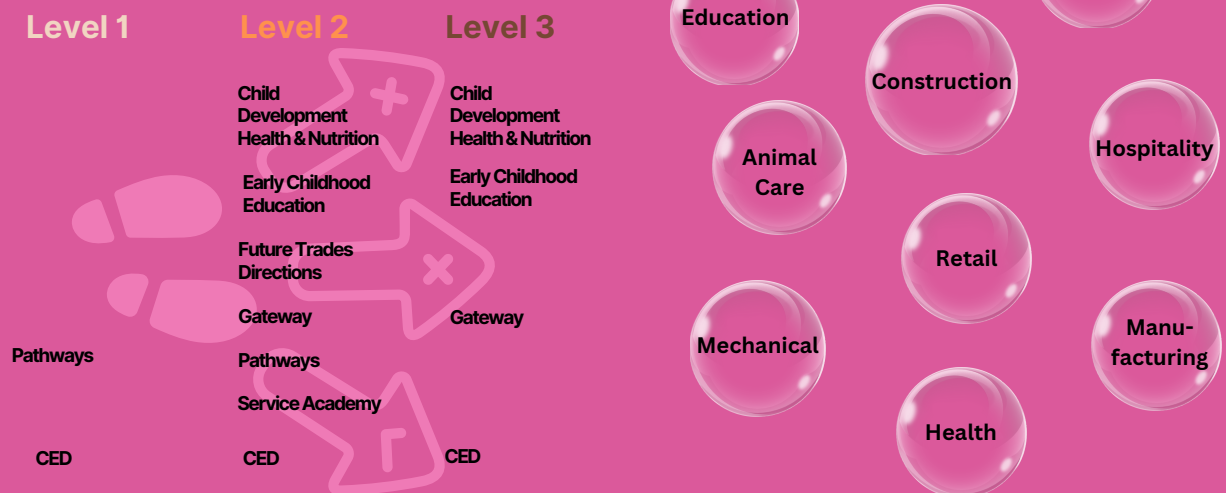 Level 1
Level 2
Level 3
Child
Development
Health & Nutrition
Child
Development
Health & Nutrition
Early Childhood
Education
Early Childhood
Education
Future Trades
Directions
Gateway
Gateway
Pathways
Pathways
Service Academy
CED
CED
CED
Education
Construction
Animal
Care
Hospitality
Retail
Mechanical
Manu-
facturing
Health